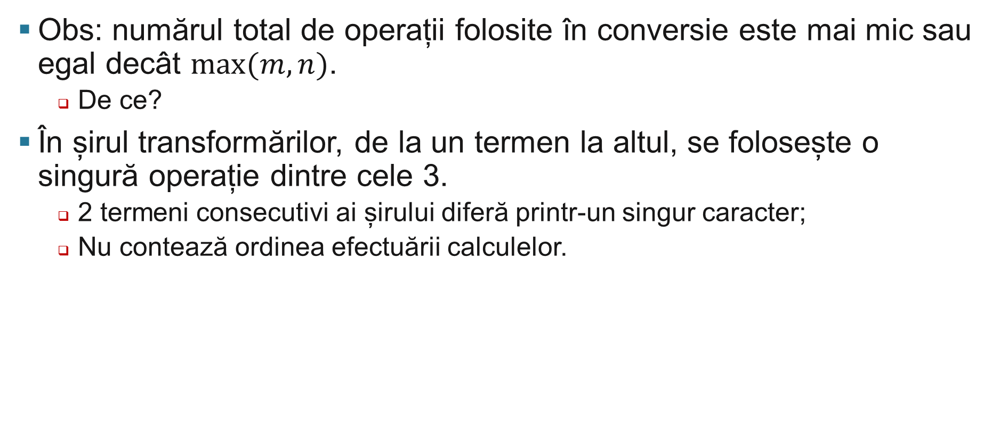 Obs: numărul total de operații folosite în conversie este mai mic sau
egal decât max(m, n).
De ce?
În șirul transformărilor, de la un termen la altul, se folosește o
singură operație dintre cele 3.
2 termeni consecutivi ai șirului diferă printr-un singur caracter;
Nu contează ordinea efectuării calculelor.